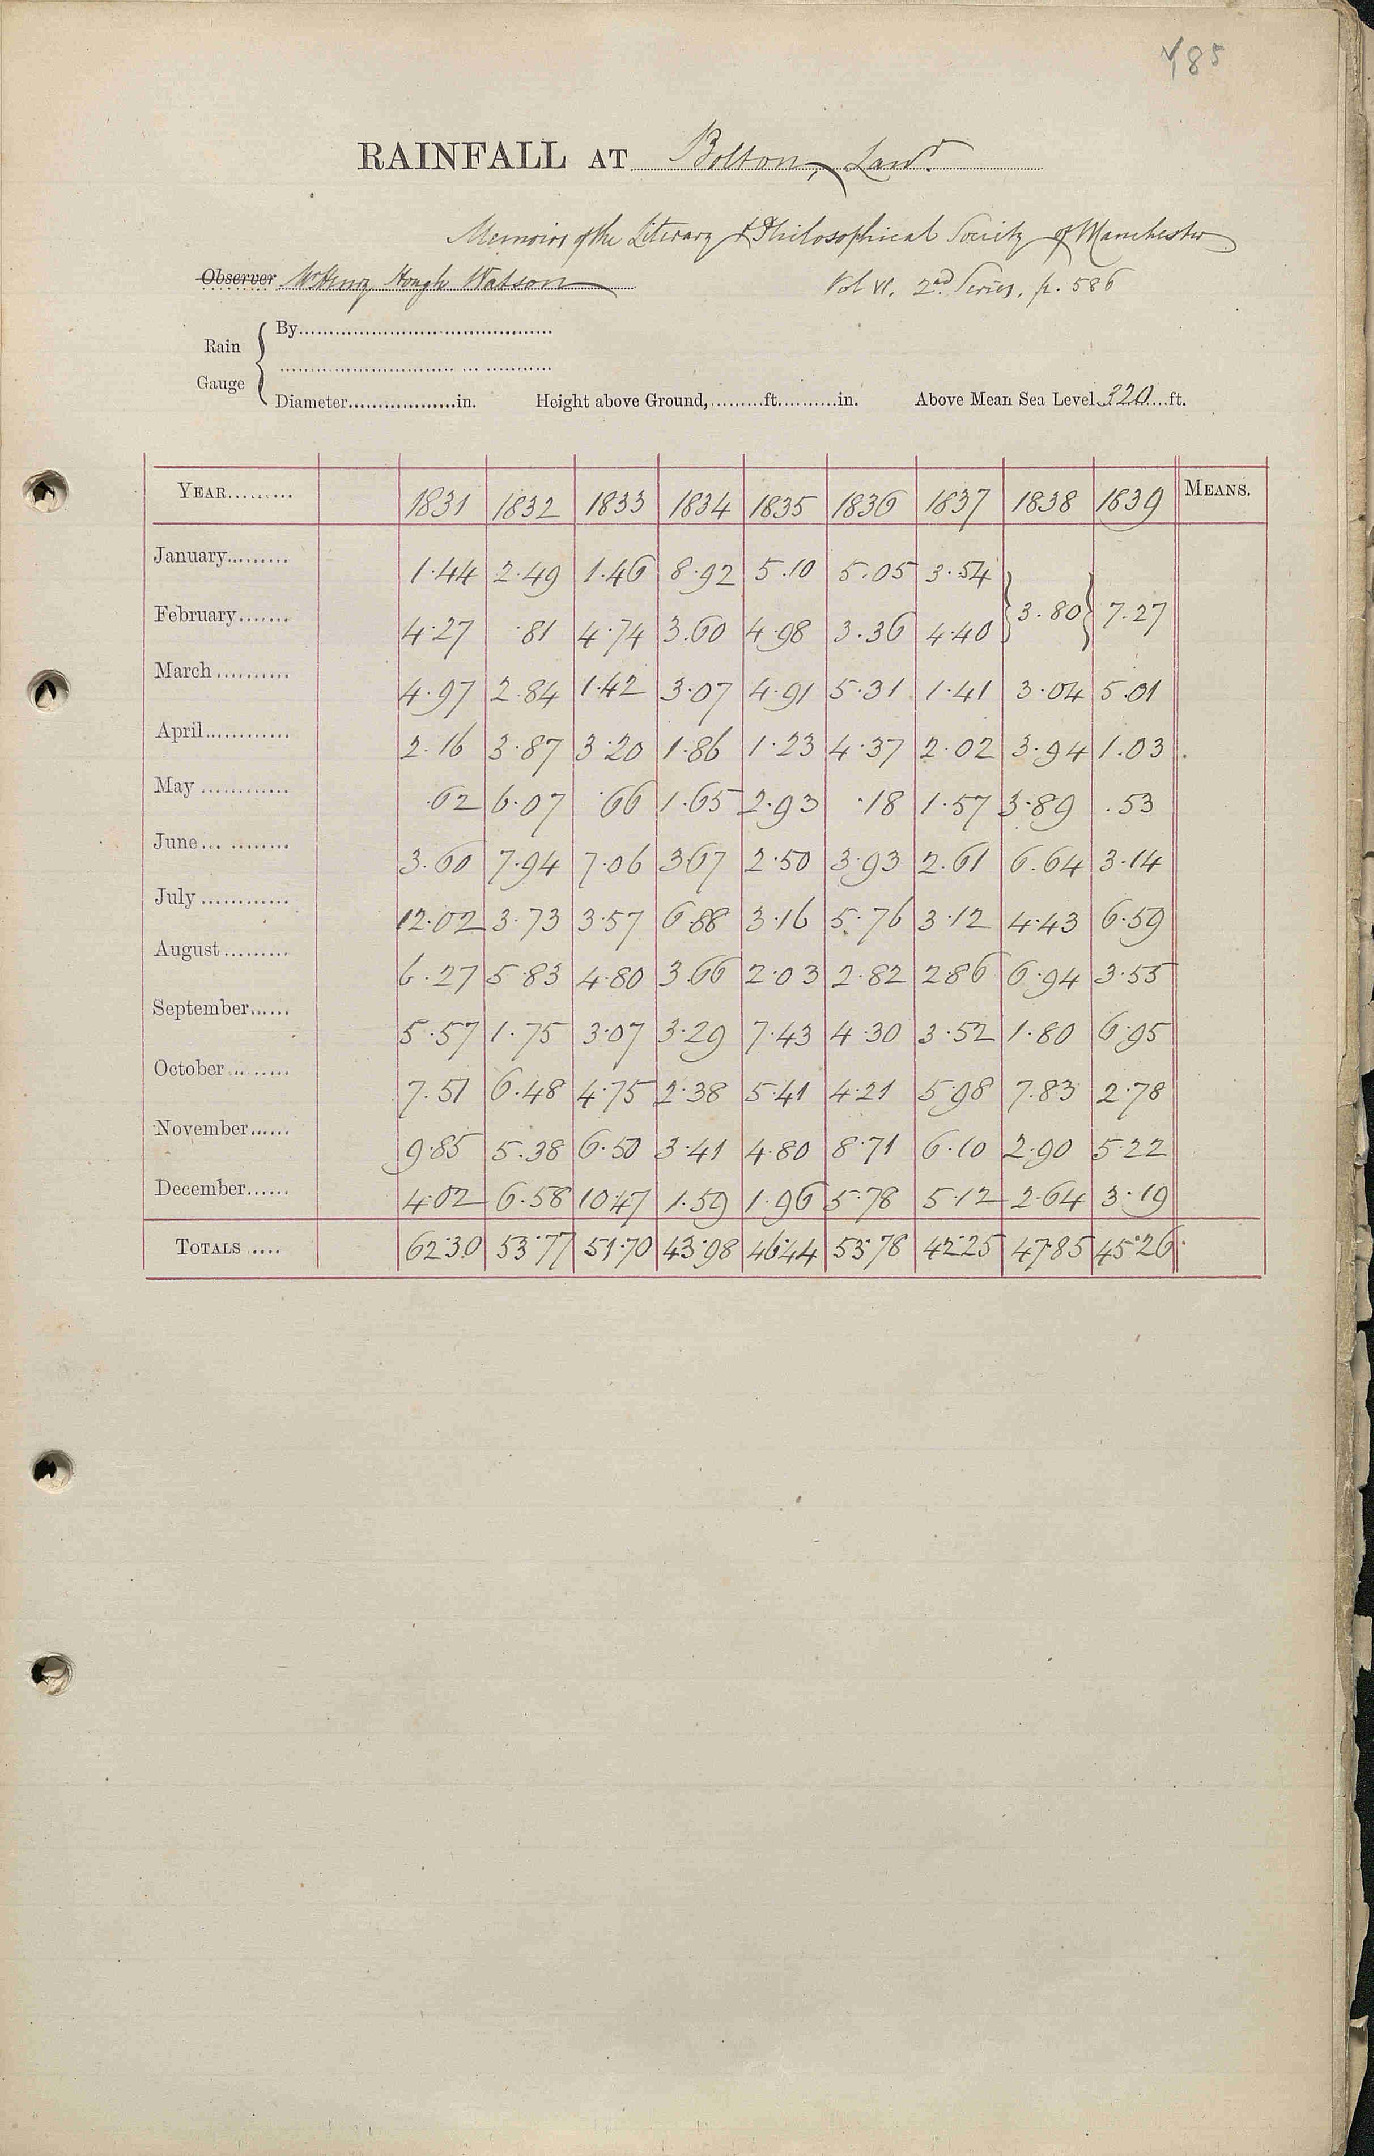 485
RAINFALL AT Bolton, Lancr.
Memoirs of the Literary & Philosophical Society of Manchester
Observer Mr Henry Hough Watson Vol VI. 2nd Series. p. 586
By
Rain
Gauge
Diameter in. Height above Ground, ft. in. Above Mean Sea Level 320 ft.
YEAR 1831 1832 1833 1834 1835 1836 1837 1838 1839 MEANS.
January 1.44 2.49 1.46 8.92 5.10 5.05 3.54
February 4.27 .81 4.74 3.60 4.98 3.36 4.40 } 3.80 } 7.27
March 4.97 2.84 1.42 3.07 4.91 5.31 1.41 3.04 5.01
April 2.16 3.87 3.20 1.86 1.23 4.37 2.02 3.94 1.03
May .62 6.07 .66 1.65 2.93 .18 1.57 3.89 .53
June 3.60 7.94 7.06 3.67 2.50 3.93 2.61 6.64 3.14
July 12.02 3.73 3.57 6.88 3.16 5.76 3.12 4.43 6.59
August 6.27 5.83 4.80 3.66 2.03 2.82 2.86 6.94 3.55
September 5.57 1.75 3.07 3.29 7.43 4.30 3.52 1.80 6.95
October 7.51 6.48 4.75 2.38 5.41 4.21 5.98 7.83 2.78
November 9.85 5.38 6.50 3.41 4.80 8.71 6.10 2.90 5.22
December 4.02 6.58 10.47 1.59 1.96 5.78 5.12 2.64 3.19
TOTALS 62.30 53.77 51.70 43.98 46.44 53.78 42.25 47.85 45.26